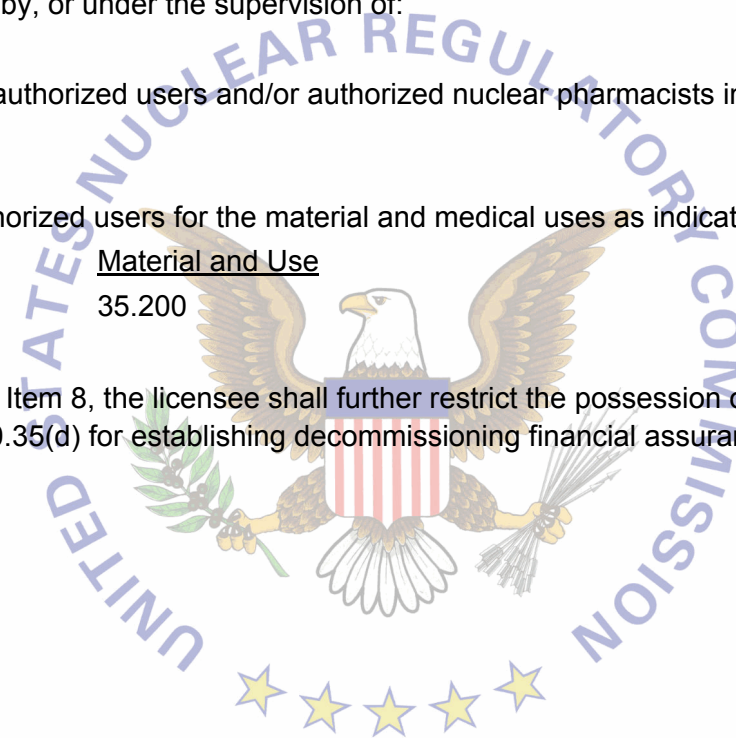 by, or under the supervision of:
authorized users and/or authorized nuclear pharmacists in
horized users for the material and medical uses as indicat
Material and Use
35.200
Item 8, the licensee shall further restrict the possession
.35(d) for establishing decommissioning financial assura
UNITED STATES NUCLEAR REGULATORY COMMISSION